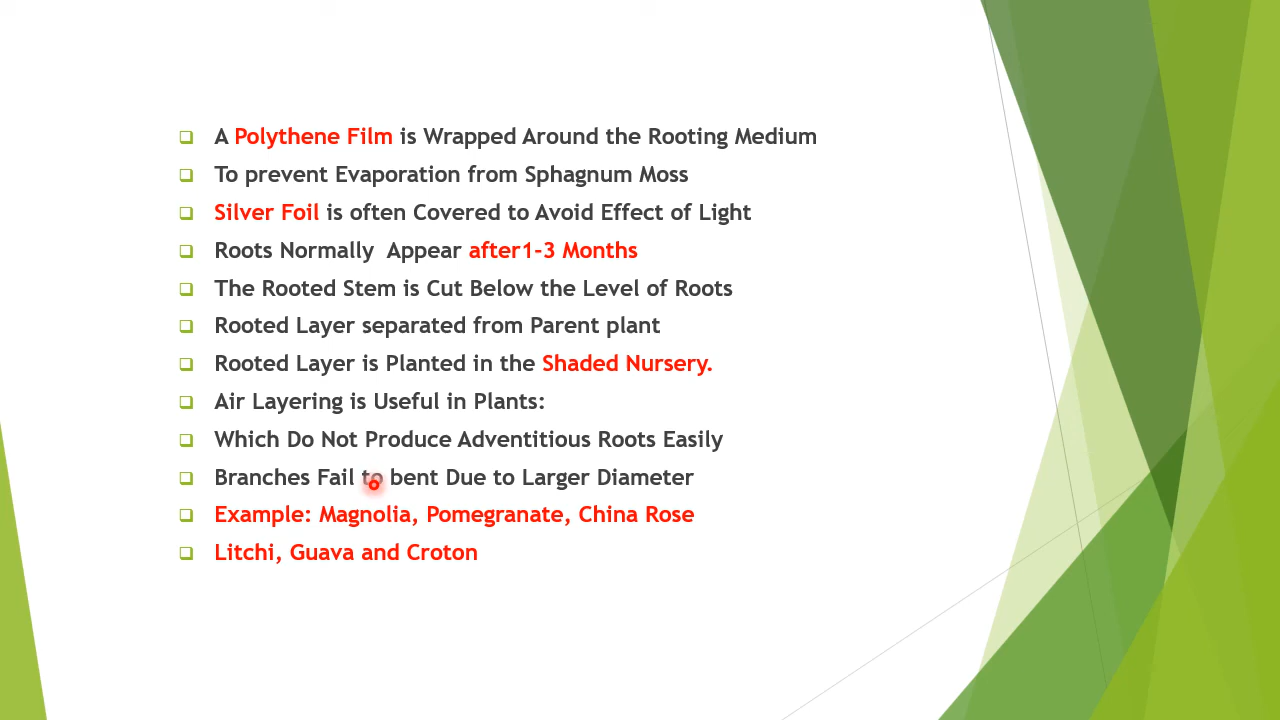 A Polythene Film is Wrapped Around the Rooting Medium
To prevent Evaporation from Sphagnum Moss
Silver Foil is often Covered to Avoid Effect of Light
Roots Normally  Appear after1-3 Months
The Rooted Stem is Cut Below the Level of Roots
Rooted Layer separated from Parent plant
Rooted Layer is Planted in the Shaded Nursery.
Air Layering is Useful in Plants:
Which Do Not Produce Adventitious Roots Easily
Branches Fail to bent Due to Larger Diameter
Example: Magnolia, Pomegranate, China Rose
Litchi, Guava and Croton